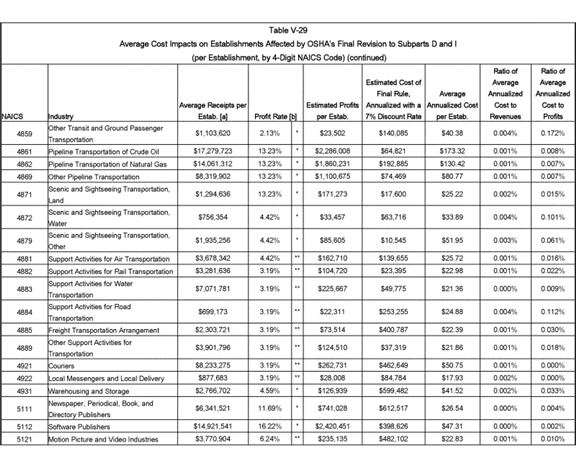 Table V-29
Average Cost Impacts on Establishments Affected by OSHA's Final Revision to Subparts D and I
(per Establishment, by 4-Digit NAICS Code) (continued)
NAICS Industry Average Receipts per Estab. [a] Profit Rate [b] Estimated Profits per Estab. Estimated Cost of Final Rule, Annualized with a 7% Discount Rate Average Annualized Cost per Estab. Ratio of Average Annualized Cost to Revenues Ratio of Average Annualized Cost to Profits
4859 Other Transit and Ground Passenger Transportation $1,103,620 2.13% * $23,502 $140,085 $40.38 0.004% 0.172%
4861 Pipeline Transportation of Crude Oil $17,279,723 13.23% * $2,286,008 $64,821 $173.32 0.001% 0.008%
4862 Pipeline Transportation of Natural Gas $14,061,312 13.23% * $1,860,231 $192,885 $130.42 0.001% 0.007%
4869 Other Pipeline Transportation $8,319,902 13.23% * $1,100,675 $74,469 $80.77 0.001% 0.007%
4871 Scenic and Sightseeing Transportation, Land $1,294,636 13.23% * $171,273 $17,600 $25.22 0.002% 0.015%
4872 Scenic and Sightseeing Transportation, Water $756,354 4.42% * $33,457 $63,716 $33.89 0.004% 0.101%
4879 Scenic and Sightseeing Transportation, Other $1,935,256 4.42% * $85,605 $10,545 $51.95 0.003% 0.061%
4881 Support Activities for Air Transportation $3,678,342 4.42% ** $162,710 $139,655 $25.72 0.001% 0.016%
4882 Support Activities for Rail Transportation $3,281,636 3.19% ** $104,720 $23,395 $22.98 0.001% 0.022%
4883 Support Activities for Water Transportation $7,071,781 3.19% ** $225,667 $49,775 $21.36 0.000% 0.009%
4884 Support Activities for Road Transportation $699,173 3.19% ** $22,311 $253,255 $24.88 0.004% 0.112%
4885 Freight Transportation Arrangement $2,303,721 3.19% ** $73,514 $400,787 $22.39 0.001% 0.030%
4889 Other Support Activities for Transportation $3,901,796 3.19% ** $124,510 $37,319 $21.86 0.001% 0.018%
4921 Couriers $8,233,275 3.19% ** $262,731 $462,649 $50.75 0.001% 0.000%
4922 Local Messengers and Local Delivery $877,683 3.19% ** $28,008 $84,784 $17.93 0.002% 0.000%
4931 Warehousing and Storage $2,766,702 4.59% * $126,939 $599,482 $41.52 0.002% 0.033%
5111 Newspaper, Periodical, Book, and Directory Publishers $6,341,521 11.69% * $741,028 $612,517 $26.54 0.000% 0.004%
5112 Software Publishers $14,921,541 16.22% * $2,420,451 $398,626 $47.31 0.000% 0.002%
5121 Motion Picture and Video Industries $3,770,904 6.24% ** $235,135 $482,102 $22.83 0.001% 0.010%